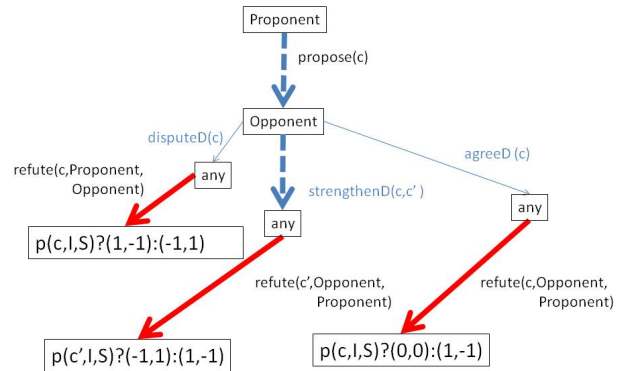 Proponent
propose(c)
Opponent
disputeD(c)
agreeD (c)
refute(c,Proponent,
Opponent)
any
strengthenD(c,c' )
any
any
p(c,I,S)?(1,-1):(-1,1)
refute(c',Opponent,
Proponent)
refute(c,Opponent,
Proponent)
p(c',I,S)?(-1,1):(1,-1)
p(c,I,S)?(0,0):(1,-1)